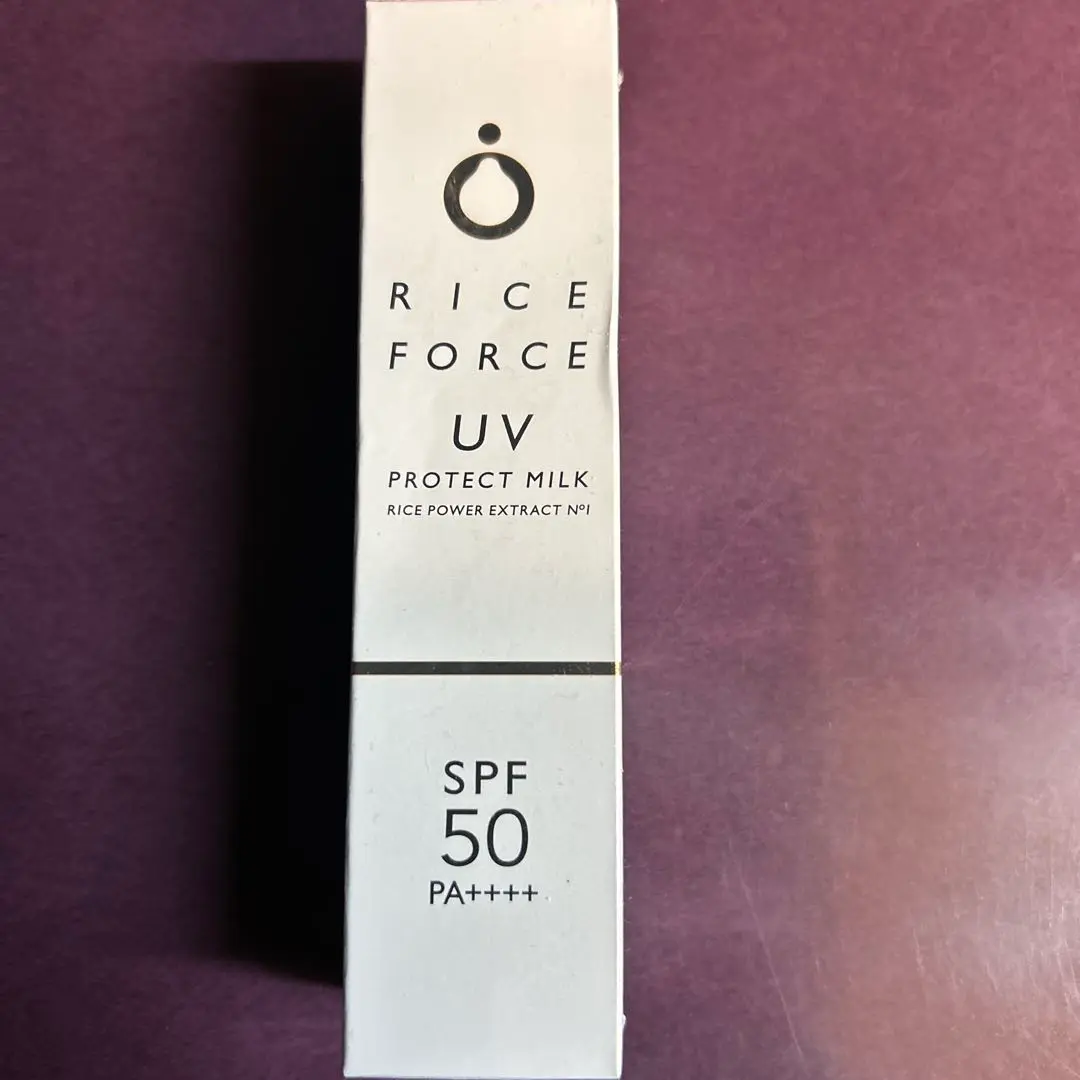 RICE
FORCE
UV
PROTECT MILK
RICE POWER EXTRACT Nº1
SPF
50
PA++++